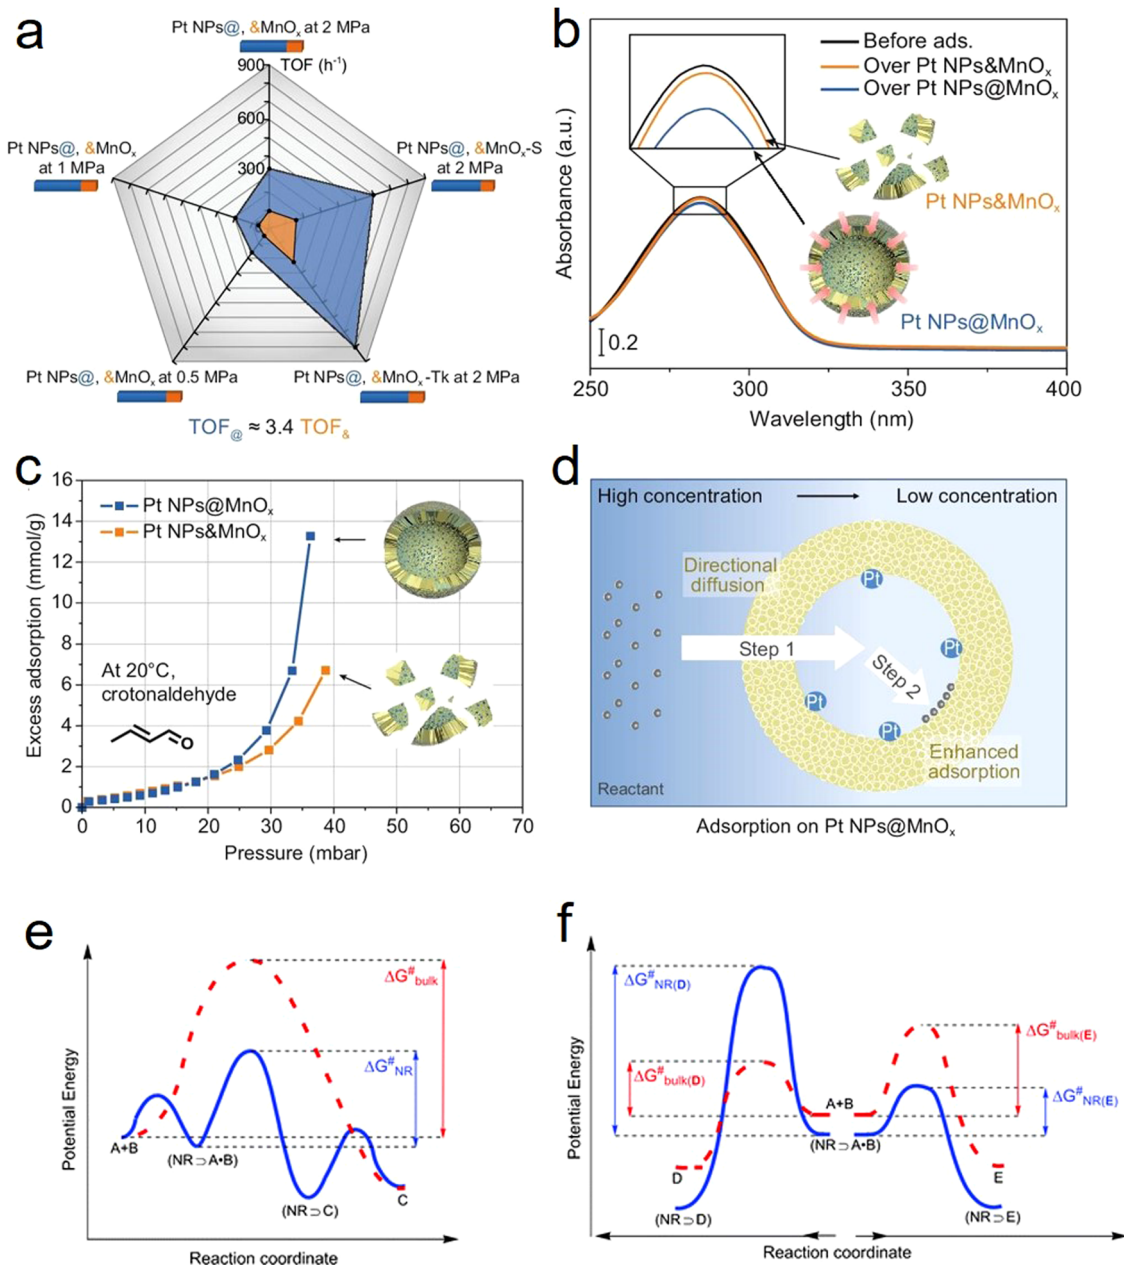 a
Pt NPs@, &MnOx at 2 MPa
900 TOF (h-1)
600
300
Pt NPs@, &MnOx
at 1 MPa
Pt NPs@, &MnOx-S
at 2 MPa
Pt NPs@, &MnOx at 0.5 MPa
Pt NPs@, &MnOx-Tk at 2 MPa
TOF@ ≈ 3.4 TOF&
b
Before ads.
Over Pt NPs&MnOx
Over Pt NPs@MnOx
Pt NPs&MnOx
Pt NPs@MnOx
Absorbance (a.u.)
0.2
250 300 350 400
Wavelength (nm)
c
16
14
12
10
8
6
4
2
0
Pt NPs@MnOx
Pt NPs&MnOx
Excess adsorption (mmol/g)
At 20°C,
crotonaldehyde
O
0 10 20 30 40 50 60 70
Pressure (mbar)
d
High concentration
Low concentration
Directional
diffusion
Pt
Pt
Step 1
Step 2
Pt
Pt
Enhanced
adsorption
Reactant
Adsorption on Pt NPs@MnOx
e
ΔG#bulk
ΔG#NR
Potential Energy
A+B
(NR⊃A•B)
(NR⊃C)
C
Reaction coordinate
f
ΔG#NR(D)
ΔG#bulk(E)
ΔG#bulk(D)
ΔG#NR(E)
Potential Energy
A+B
(NR⊃A•B)
D
E
(NR⊃D)
(NR⊃E)
Reaction coordinate